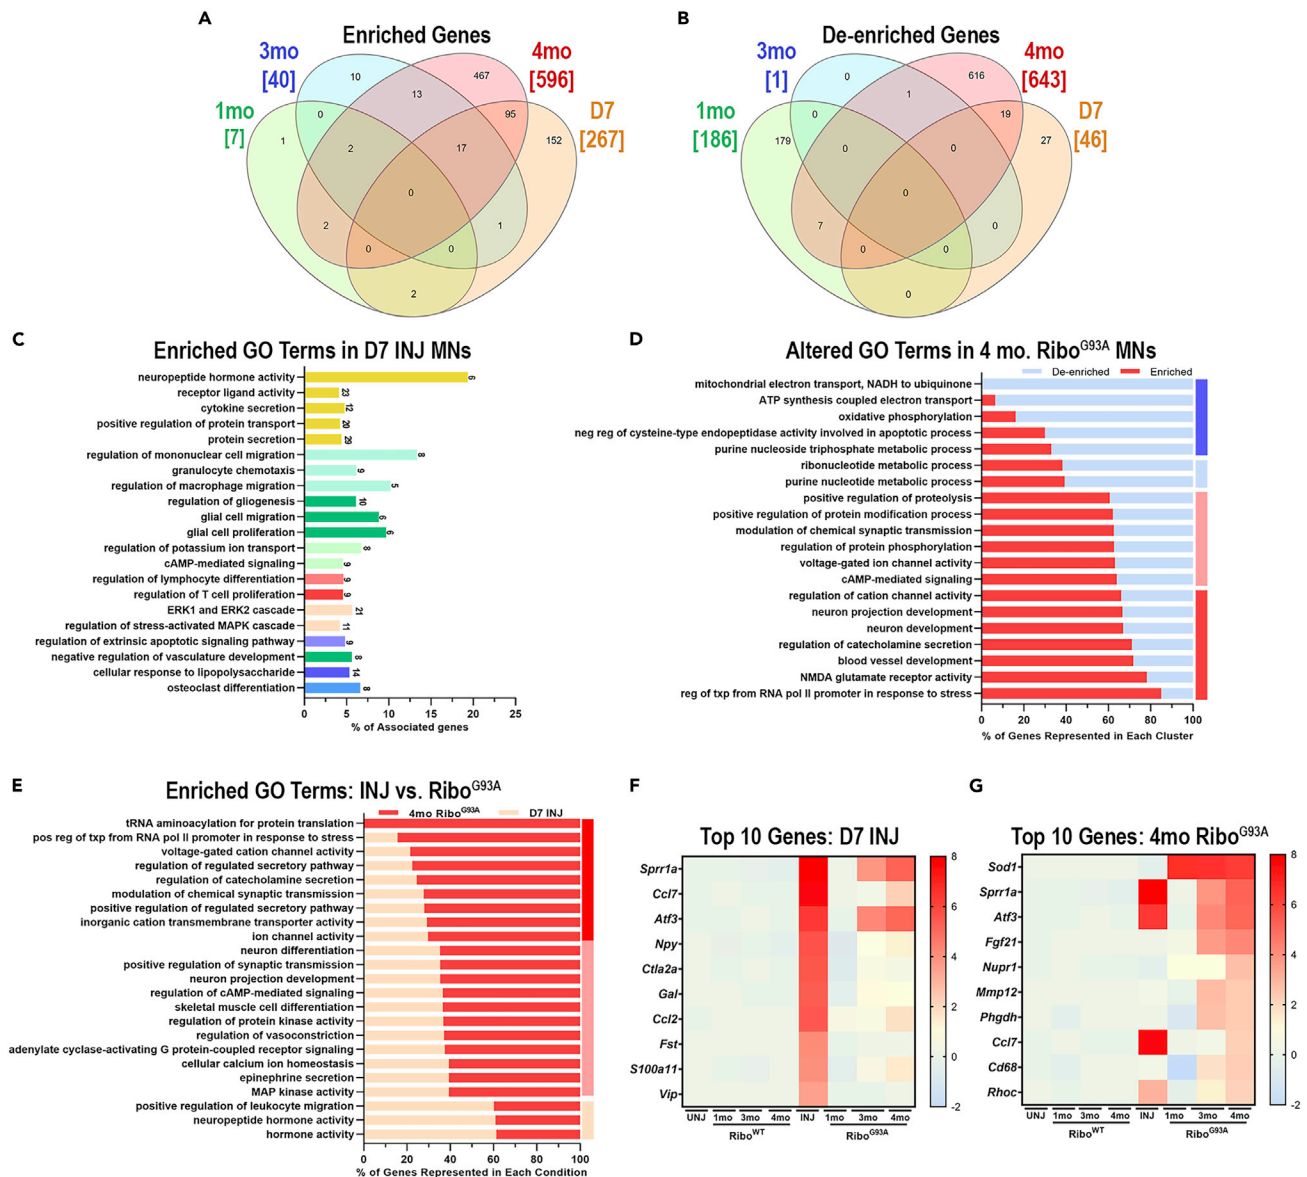 A
Enriched Genes
3mo
[40]
4mo
[596]
1mo
[7]
D7
[267]
10
467
13
0
95
1
2
17
152
0
2
1
0
0
2
B
De-enriched Genes
3mo
[1]
4mo
[643]
1mo
[186]
D7
[46]
0
616
1
0
19
179
0
0
27
0
7
0
0
0
0
C
Enriched GO Terms in D7 INJ MNs
neuropeptide hormone activity 6
receptor ligand activity 23
cytokine secretion 12
positive regulation of protein transport 20
protein secretion 29
regulation of mononuclear cell migration 8
granulocyte chemotaxis 9
regulation of macrophage migration 5
regulation of gliogenesis 10
glial cell migration 6
glial cell proliferation 6
regulation of potassium ion transport 8
cAMP-mediated signaling 9
regulation of lymphocyte differentiation 9
regulation of T cell proliferation 9
ERK1 and ERK2 cascade 21
regulation of stress-activated MAPK cascade 11
regulation of extrinsic apoptotic signaling pathway 9
negative regulation of vasculature development 8
cellular response to lipopolysaccharide 14
osteoclast differentiation 8
0 5 10 15 20 25
% of Associated genes
D
Altered GO Terms in 4 mo. Ribo^G93A MNs
De-enriched Enriched
mitochondrial electron transport, NADH to ubiquinone
ATP synthesis coupled electron transport
oxidative phosphorylation
neg reg of cysteine-type endopeptidase activity involved in apoptotic process
purine nucleoside triphosphate metabolic process
ribonucleotide metabolic process
purine nucleotide metabolic process
positive regulation of proteolysis
positive regulation of protein modification process
modulation of chemical synaptic transmission
regulation of protein phosphorylation
voltage-gated ion channel activity
cAMP-mediated signaling
regulation of cation channel activity
neuron projection development
neuron development
regulation of catecholamine secretion
blood vessel development
NMDA glutamate receptor activity
reg of txp from RNA pol II promoter in response to stress
0 20 40 60 80 100
% of Genes Represented in Each Cluster
E
Enriched GO Terms: INJ vs. Ribo^G93A
4mo Ribo^G93A D7 INJ
tRNA aminoacylation for protein translation
pos reg of txp from RNA pol II promoter in response to stress
voltage-gated cation channel activity
regulation of regulated secretory pathway
regulation of catecholamine secretion
modulation of chemical synaptic transmission
positive regulation of regulated secretory pathway
inorganic cation transmembrane transporter activity
ion channel activity
neuron differentiation
positive regulation of synaptic transmission
neuron projection development
regulation of cAMP-mediated signaling
skeletal muscle cell differentiation
regulation of protein kinase activity
regulation of vasoconstriction
adenylate cyclase-activating G protein-coupled receptor signaling
cellular calcium ion homeostasis
epinephrine secretion
MAP kinase activity
positive regulation of leukocyte migration
neuropeptide hormone activity
hormone activity
0 20 40 60 80 100
% of Genes Represented in Each Condition
F
Top 10 Genes: D7 INJ
Sprr1a
Ccl7
Atf3
Npy
Ctla2a
Gal
Ccl2
Fst
S100a11
Vip
UNJ 1mo 3mo 4mo INJ 1mo 3mo 4mo
Ribo^WT Ribo^G93A
8
6
4
2
0
-2
G
Top 10 Genes: 4mo Ribo^G93A
Sod1
Sprr1a
Atf3
Fgf21
Nupr1
Mmp12
Phgdh
Ccl7
Cd68
Rhoc
UNJ 1mo 3mo 4mo INJ 1mo 3mo 4mo
Ribo^WT Ribo^G93A
8
6
4
2
0
-2